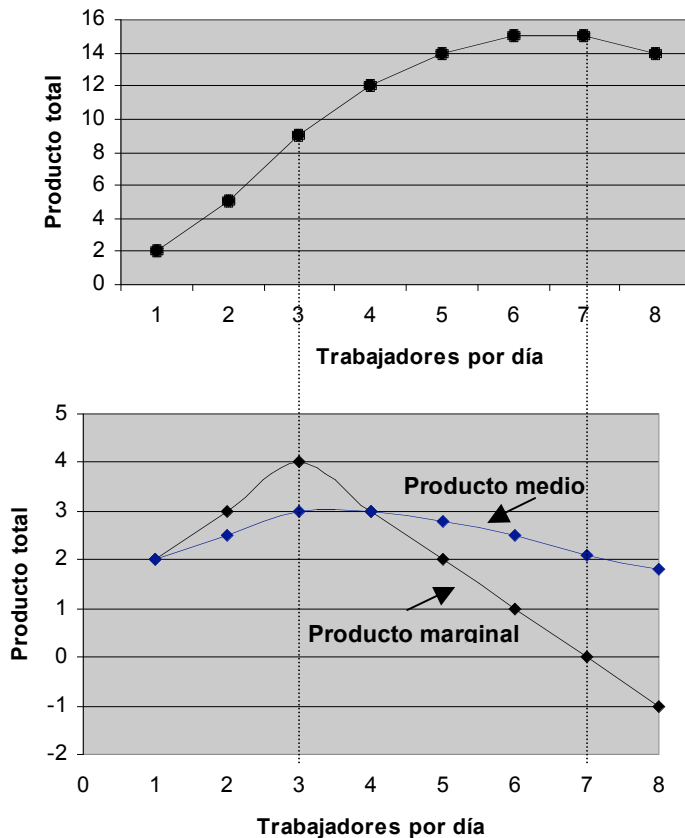 16
14
12
10
8
6
4
2
0
Producto total
1 2 3 4 5 6 7 8
Trabajadores por día
5
4
3
2
1
0
-1
-2
Producto total
Producto medio
Producto marginal
0 1 2 3 4 5 6 7 8
Trabajadores por día